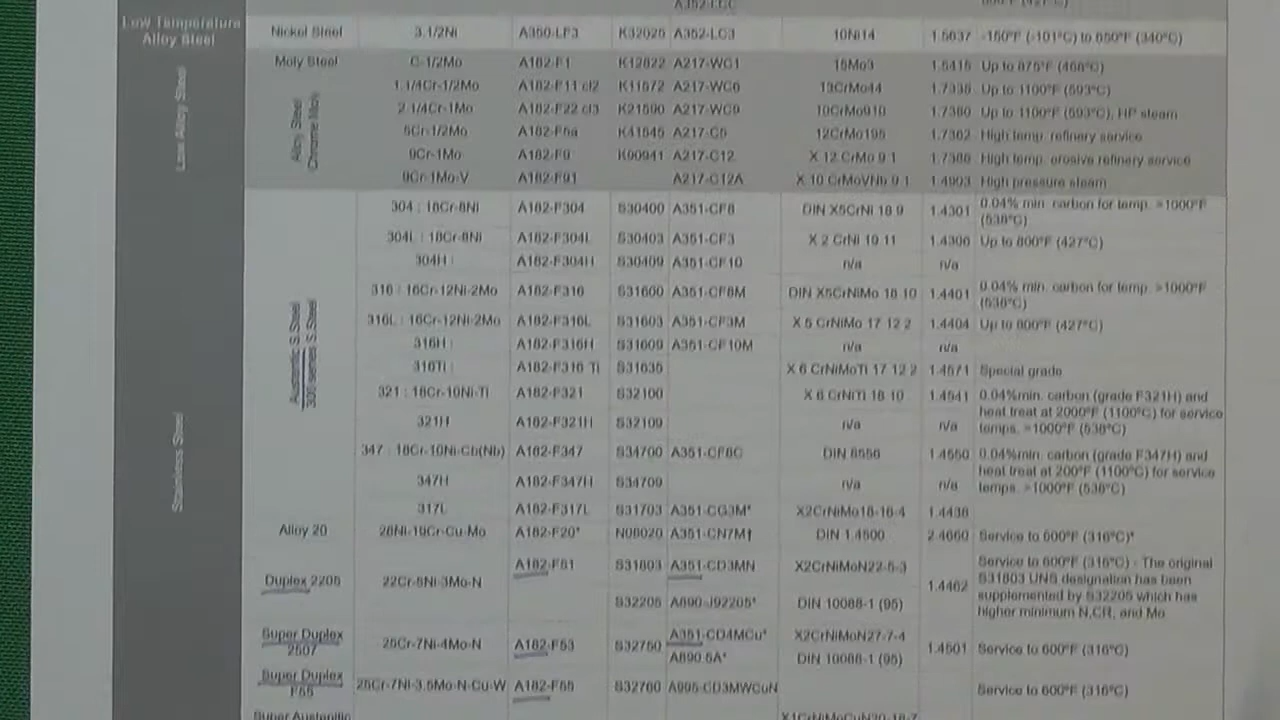 Low Temperature
Alloy Steel
Nickel Steel 3.1/2Ni A350-LF3 K32025 A352-LC3 10Ni14 1.5637 -150°F (-101°C) to 650°F (340°C)
Low Alloy Steel
Moly Steel C-1/2Mo A182-F1 K12822 A217-WC1 15Mo3 1.5415 Up to 875°F (468°C)
Alloy Steel
Chrome Moly
1.1/4Cr-1/2Mo A182-F11 cl2 K11572 A217-WC6 13CrMo44 1.7335 Up to 1100°F (593°C)
2.1/4Cr-1Mo A182-F22 cl3 K21590 A217-WC9 10CrMo910 1.7380 Up to 1100°F (593°C), HP steam
5Cr-1/2Mo A182-F5a K41545 A217-C5 12CrMo195 1.7362 High temp. refinery service
9Cr-1Mo A182-F9 K90941 A217-C12 X 12 CrMo 9 1 1.7386 High temp. erosive refinery service
9Cr-1Mo-V A182-F91 A217-C12A X 10 CrMoVNb 9 1 1.4903 High pressure steam
Stainless Steel
Austenitic S.Steel
300 series S.Steel
304 : 18Cr-8Ni A182-F304 S30400 A351-CF8 DIN X5CrNi 18 9 1.4301 0.04% min. carbon for temp. >1000°F
(538°C)
304L : 18Cr-8Ni A182-F304L S30403 A351-CF3 X 2 CrNi 19 11 1.4306 Up to 800°F (427°C)
304H : A182-F304H S30409 A351-CF10 n/a n/a
316 : 16Cr-12Ni-2Mo A182-F316 S31600 A351-CF8M DIN X5CrNiMo 18 10 1.4401 0.04% min. carbon for temp. >1000°F
(538°C)
316L : 16Cr-12Ni-2Mo A182-F316L S31603 A351-CF3M X 5 CrNiMo 17 12 2 1.4404 Up to 800°F (427°C)
316H : A182-F316H S31609 A351-CF10M n/a n/a
316Ti : A182-F316 Ti S31635 X 6 CrNiMoTi 17 12 2 1.4571 Special grade
321 : 18Cr-10Ni-Ti A182-F321 S32100 X 6 CrNiTi 18 10 1.4541 0.04%min. carbon (grade F321H) and
heat treat at 2000°F (1100°C) for service
temps. >1000°F (538°C)
321H A182-F321H S32109 n/a n/a
347 : 18Cr-10Ni-Cb(Nb) A182-F347 S34700 A351-CF8C DIN 8556 1.4550 0.04%min. carbon (grade F347H) and
heat treat at 200°F (1100°C) for service
temps. >1000°F (538°C)
347H A182-F347H S34709 n/a n/a
317L A182-F317L S31703 A351-CG3M* X2CrNiMo18-16-4 1.4438
Alloy 20 28Ni-19Cr-Cu-Mo A182-F20* N08020 A351-CN7M† DIN 1.4500 2.4660 Service to 600°F (316°C)*
Duplex 2205 22Cr-5Ni-3Mo-N A182-F51 S31803 A351-CD3MN X2CrNiMoN22-5-3 1.4462 Service to 600°F (316°C) - The original
S31803 UNS designation has been
supplemented by S32205 which has
higher minimum N,CR, and Mo
S32205 A890-J92205* DIN 10088-1 (95)
Super Duplex
2507 25Cr-7Ni-4Mo-N A182-F53 S32750 A351-CD4MCu* X2CrNiMoN27-7-4 1.4501 Service to 600°F (316°C)
A890 5A* DIN 10088-1 (95)
Super Duplex
F55 25Cr-7Ni-3.5Mo-N-Cu-W A182-F55 S32760 A995-CD3MWCuN Service to 600°F (316°C)
Super Austenitic